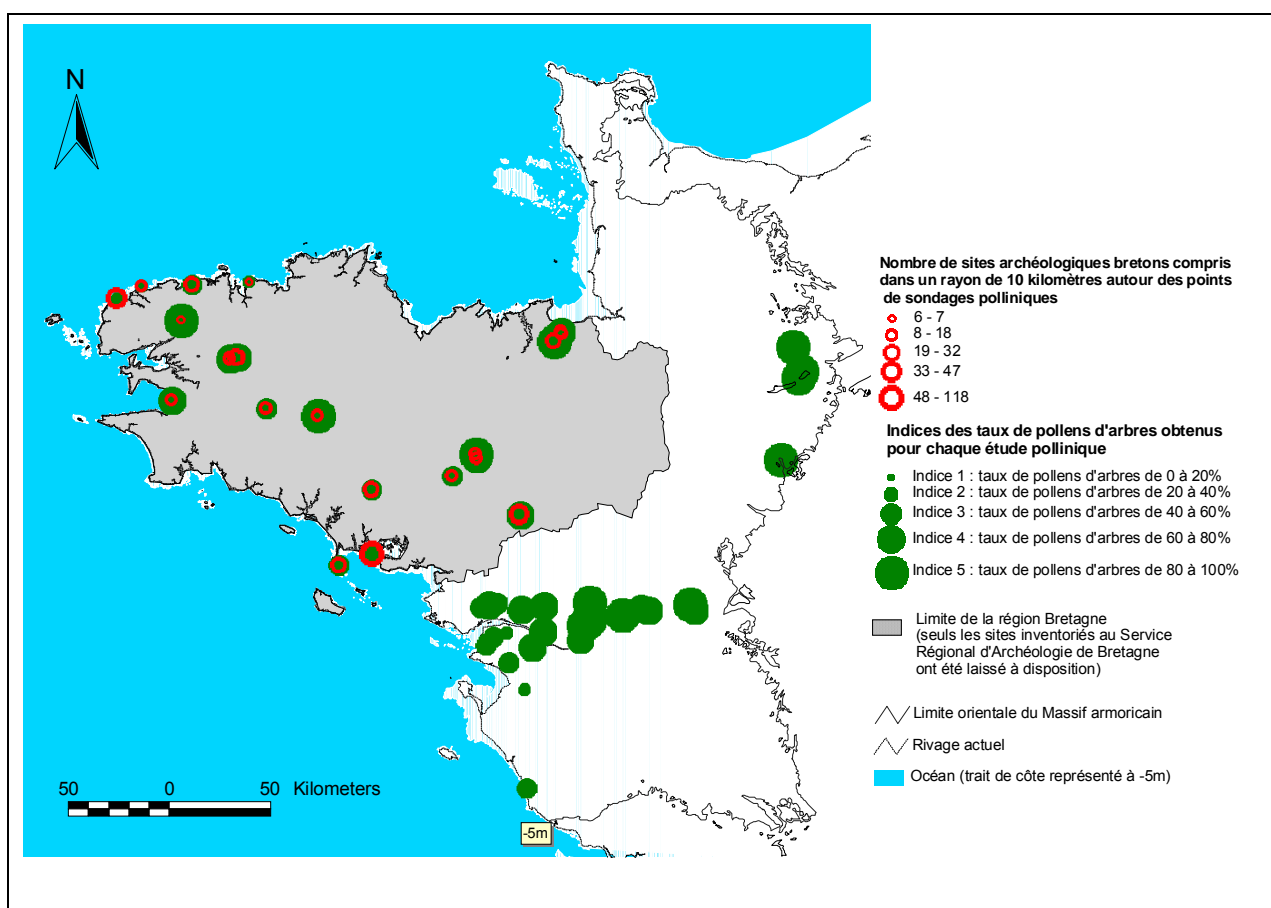 N
Nombre de sites archéologiques bretons compris
dans un rayon de 10 kilomètres autour des points
de sondages polliniques
6 - 7
8 - 18
19 - 32
33 - 47
48 - 118
Indices des taux de pollens d'arbres obtenus
pour chaque étude pollinique
Indice 1 : taux de pollens d'arbres de 0 à 20%
Indice 2 : taux de pollens d'arbres de 20 à 40%
Indice 3 : taux de pollens d'arbres de 40 à 60%
Indice 4 : taux de pollens d'arbres de 60 à 80%
Indice 5 : taux de pollens d'arbres de 80 à 100%
Limite de la région Bretagne
(seuls les sites inventoriés au Service
Régional d'Archéologie de Bretagne
ont été laissé à disposition)
Limite orientale du Massif armoricain
Rivage actuel
Océan (trait de côte représenté à -5m)
50 0 50 Kilometers
-5m